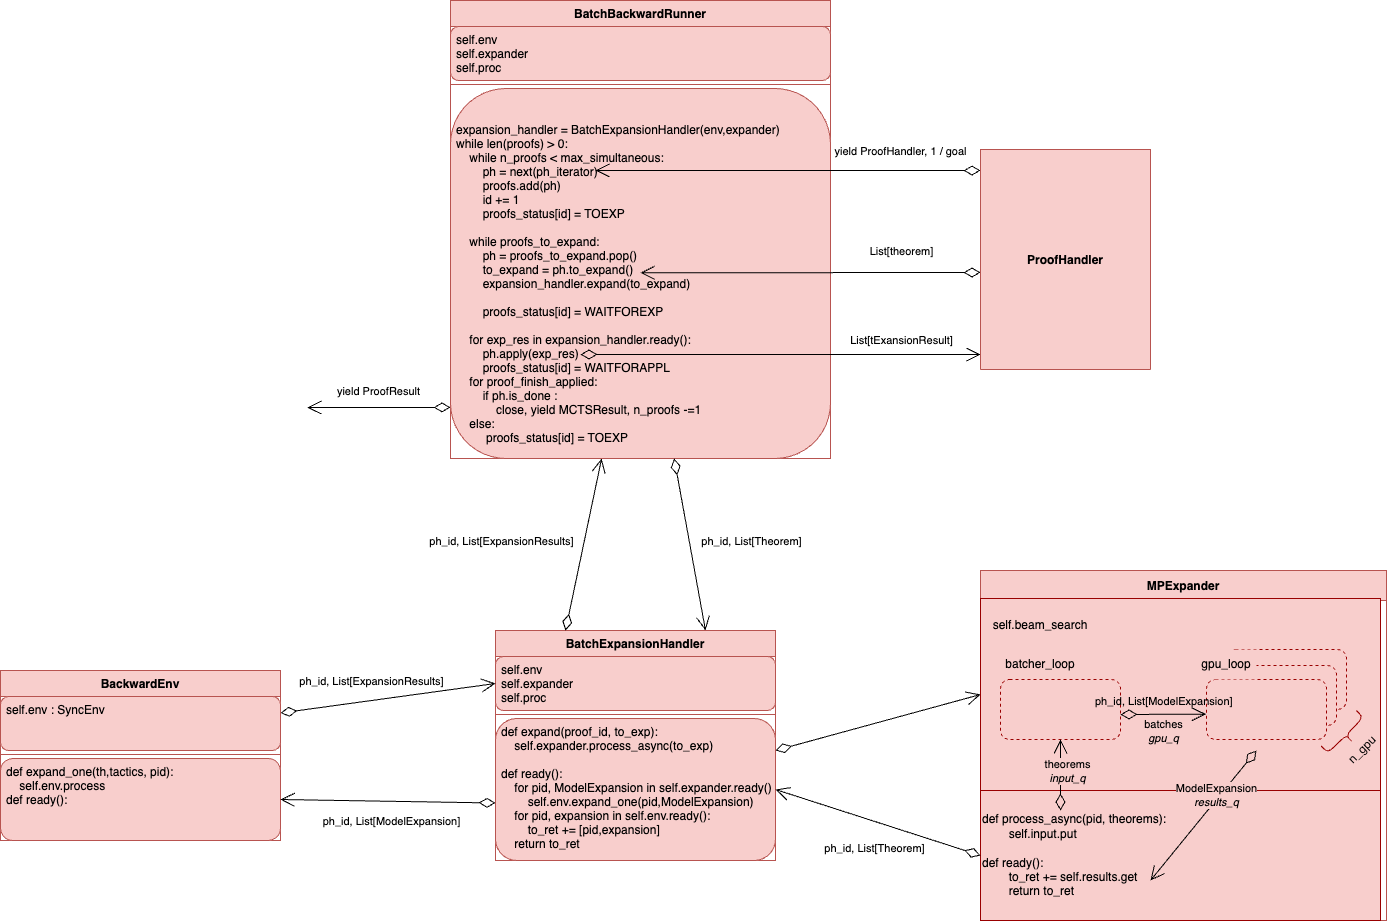 BatchBackwardRunner
self.env
self.expander
self.proc
expansion_handler = BatchExpansionHandler(env,expander)
while len(proofs) > 0:
while n_proofs < max_simultaneous:
ph = next(ph_iterator)
proofs.add(ph)
id += 1
proofs_status[id] = TOEXP
while proofs_to_expand:
ph = proofs_to_expand.pop()
to_expand = ph.to_expand()
expansion_handler.expand(to_expand)
proofs_status[id] = WAITFOREXP
for exp_res in expansion_handler.ready():
ph.apply(exp_res)
proofs_status[id] = WAITFORAPPL
for proof_finish_applied:
if ph.is_done :
close, yield MCTSResult, n_proofs -=1
else:
proofs_status[id] = TOEXP
yield ProofHandler, 1 / goal
List[theorem]
List[tExansionResult]
ProofHandler
yield ProofResult
ph_id, List[ExpansionResults]
ph_id, List[Theorem]
BackwardEnv
self.env : SyncEnv
def expand_one(th,tactics, pid):
self.env.process
def ready():
ph_id, List[ExpansionResults]
ph_id, List[ModelExpansion]
BatchExpansionHandler
self.env
self.expander
self.proc
def expand(proof_id, to_exp):
self.expander.process_async(to_exp)
def ready():
for pid, ModelExpansion in self.expander.ready()
self.env.expand_one(pid,ModelExpansion)
for pid, expansion in self.env.ready():
to_ret += [pid,expansion]
return to_ret
ph_id, List[Theorem]
MPExpander
self.beam_search
batcher_loop
gpu_loop
ph_id, List[ModelExpansion]
batches
gpu_q
n_gpu
theorems
input_q
ModelExpansion
results_q
def process_async(pid, theorems):
self.input.put
def ready():
to_ret += self.results.get
return to_ret